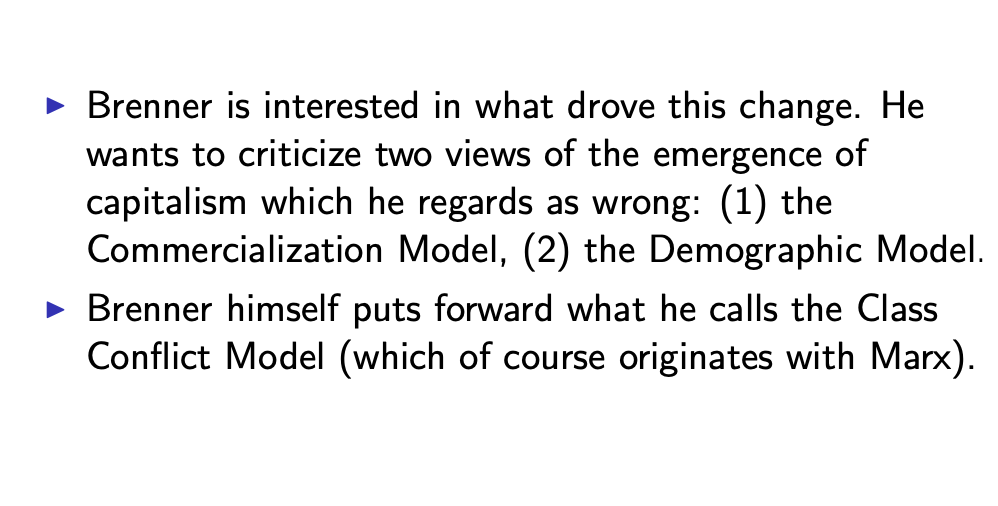 ▶ Brenner is interested in what drove this change. He
wants to criticize two views of the emergence of
capitalism which he regards as wrong: (1) the
Commercialization Model, (2) the Demographic Model.
▶ Brenner himself puts forward what he calls the Class
Conflict Model (which of course originates with Marx).